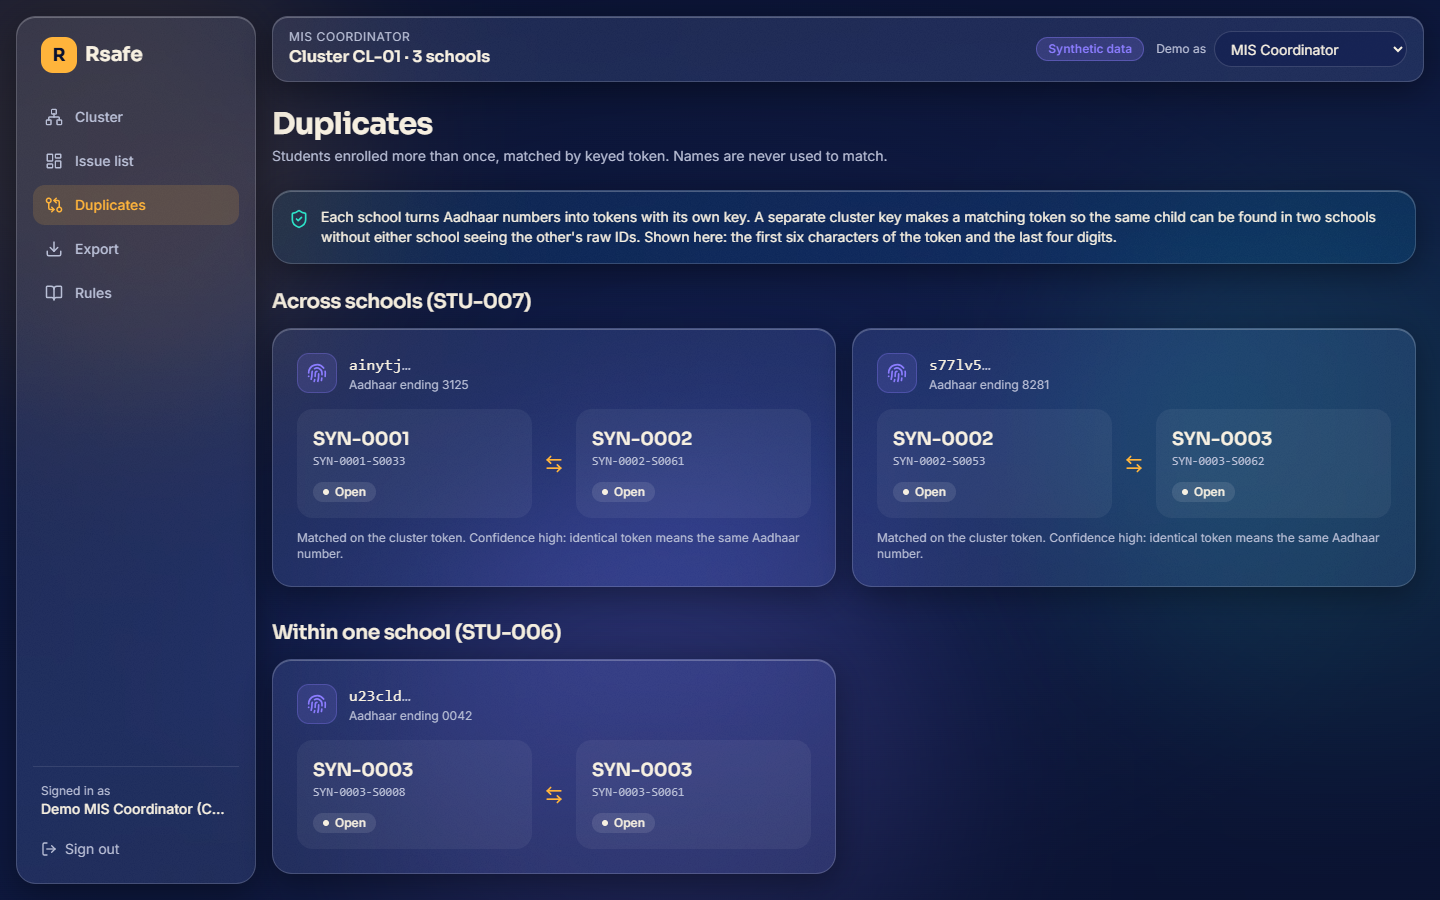 R Rsafe
Cluster
Issue list
Duplicates
Export
Rules
Signed in as
Demo MIS Coordinator (C...
Sign out
MIS COORDINATOR
Cluster CL-01 · 3 schools
Synthetic data
Demo as
MIS Coordinator
Duplicates
Students enrolled more than once, matched by keyed token. Names are never used to match.
Each school turns Aadhaar numbers into tokens with its own key. A separate cluster key makes a matching token so the same child can be found in two schools
without either school seeing the other's raw IDs. Shown here: the first six characters of the token and the last four digits.
Across schools (STU-007)
ainytj…
Aadhaar ending 3125
SYN-0001
SYN-0001-S0033
Open
SYN-0002
SYN-0002-S0061
Open
Matched on the cluster token. Confidence high: identical token means the same Aadhaar
number.
s77lv5…
Aadhaar ending 8281
SYN-0002
SYN-0002-S0053
Open
SYN-0003
SYN-0003-S0062
Open
Matched on the cluster token. Confidence high: identical token means the same Aadhaar
number.
Within one school (STU-006)
u23cld…
Aadhaar ending 0042
SYN-0003
SYN-0003-S0008
Open
SYN-0003
SYN-0003-S0061
Open